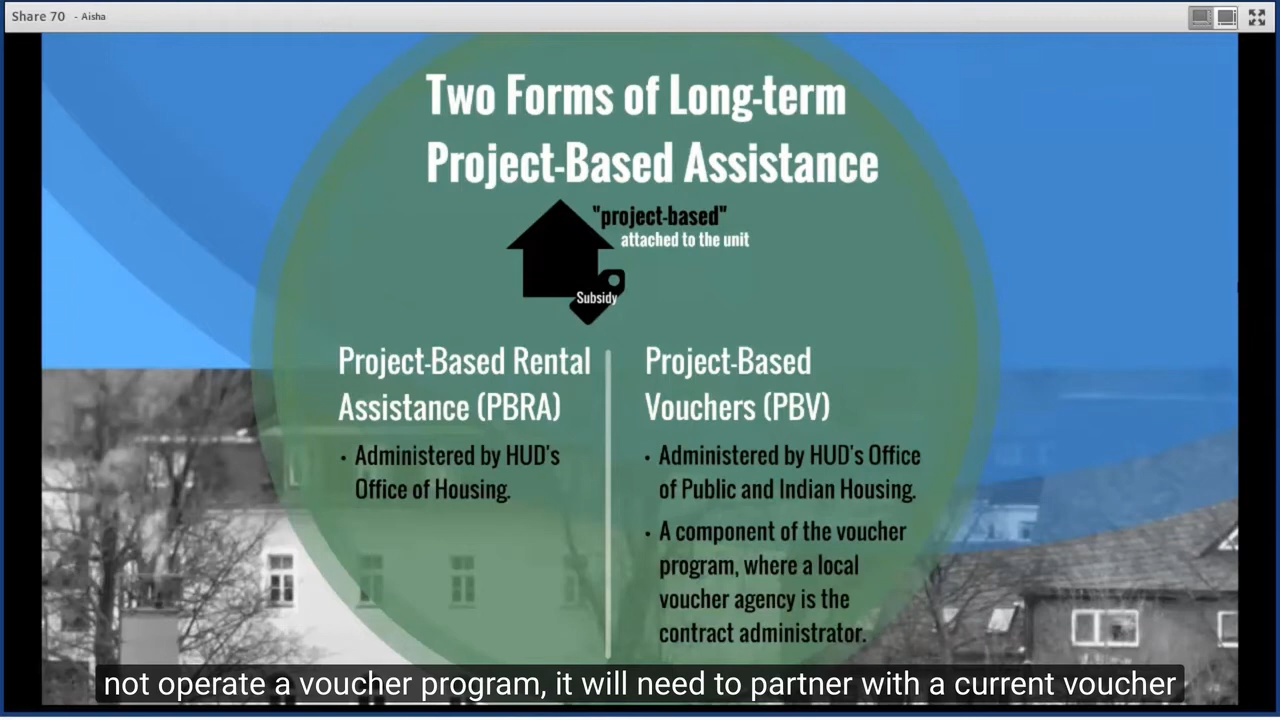 Share 70 - Aisha
Two Forms of Long-term
Project-Based Assistance
"project-based"
attached to the unit
Subsidy
Project-Based Rental
Assistance (PBRA)
• Administered by HUD's
Office of Housing.
Project-Based
Vouchers (PBV)
• Administered by HUD's Office
of Public and Indian Housing.
• A component of the voucher
program, where a local
voucher agency is the
contract administrator.
not operate a voucher program, it will need to partner with a current voucher